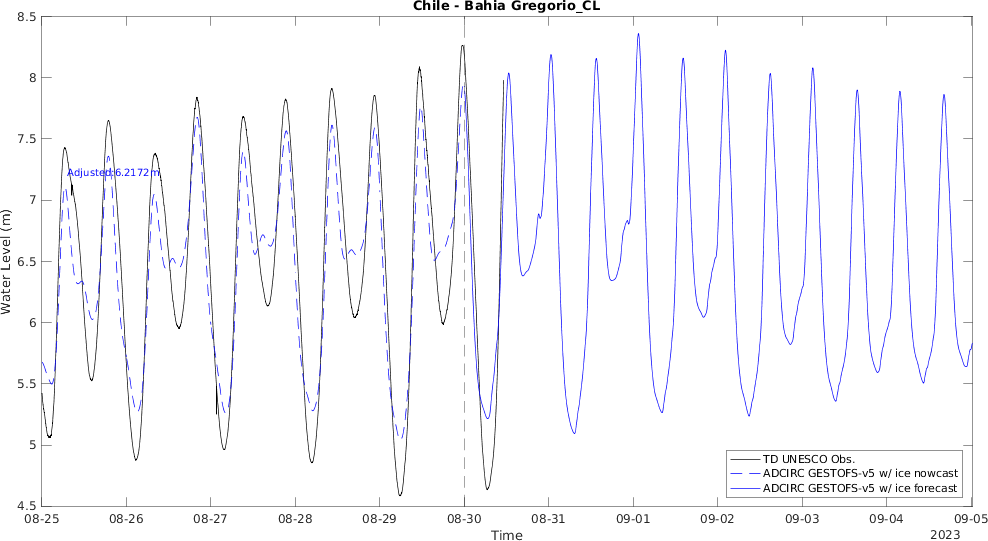 Chile - Bahia Gregorio_CL
8.5
8
7.5
7
6.5
6
5.5
5
4.5
Water Level (m)
Adjusted:6.2172m
TD UNESCO Obs.
ADCIRC GESTOFS-v5 w/ ice nowcast
ADCIRC GESTOFS-v5 w/ ice forecast
08-25 08-26 08-27 08-28 08-29 08-30 08-31 09-01 09-02 09-03 09-04 09-05
Time
2023